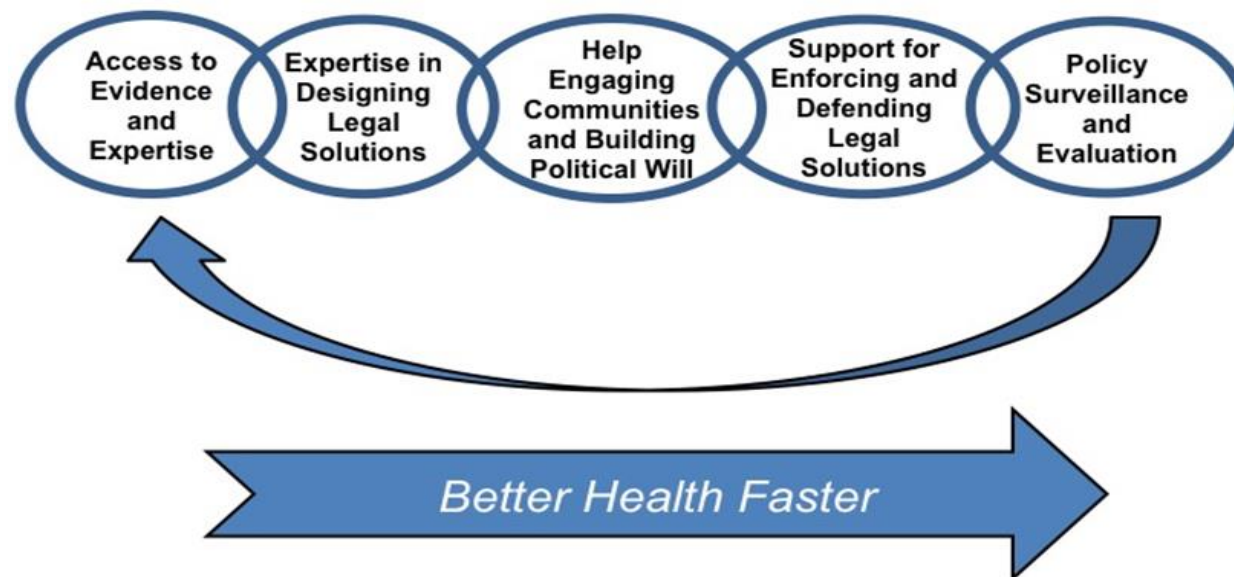 Access to
Evidence
and
Expertise
Expertise in
Designing
Legal
Solutions
Help
Engaging
Communities
and Building
Political Will
Support for
Enforcing and
Defending
Legal
Solutions
Policy
Surveillance
and
Evaluation
Better Health Faster